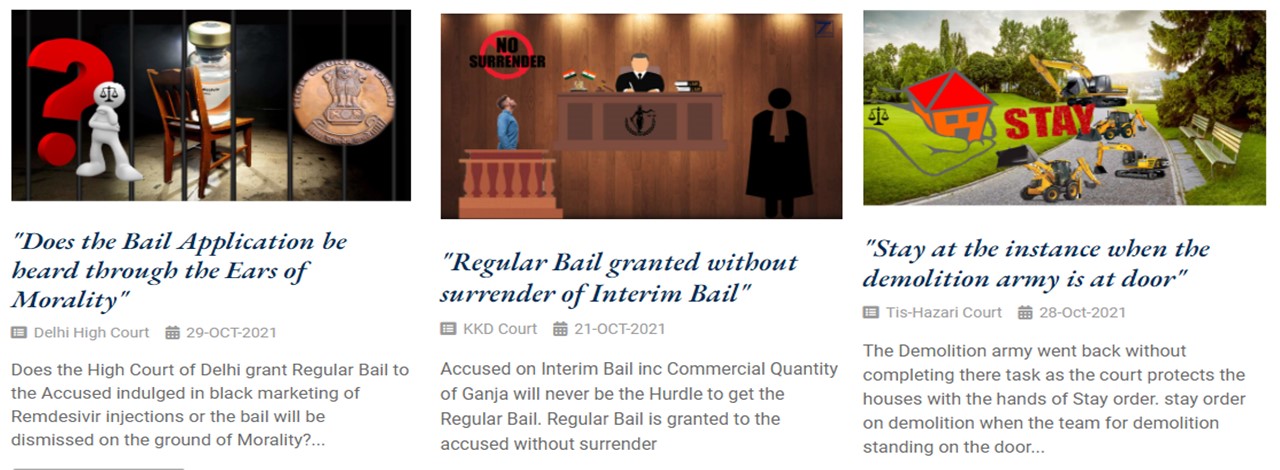 "Does the Bail Application be
heard through the Ears of
Morality"
Delhi High Court 29-OCT-2021
Does the High Court of Delhi grant Regular Bail to
the Accused indulged in black marketing of
Remdesivir injections or the bail will be
dismissed on the ground of Morality?...
NO
SURRENDER
"Regular Bail granted without
surrender of Interim Bail"
KKD Court 21-OCT-2021
Accused on Interim Bail inc Commercial Quantity
of Ganja will never be the Hurdle to get the
Regular Bail. Regular Bail is granted to the
accused without surrender
STAY
"Stay at the instance when the
demolition army is at door"
Tis-Hazari Court 28-Oct-2021
The Demolition army went back without
completing there task as the court protects the
houses with the hands of Stay order. stay order
on demolition when the team for demolition
standing on the door...